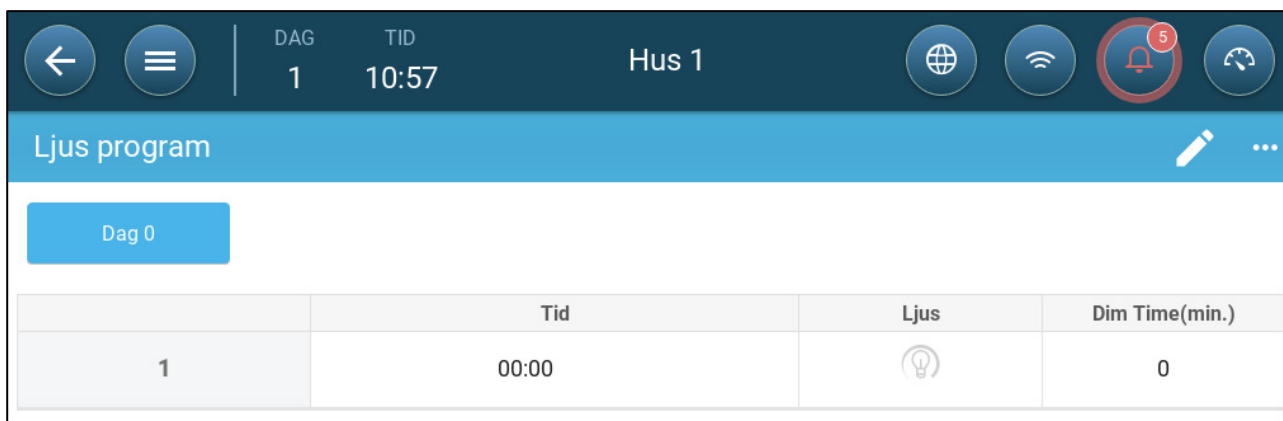 DAG TID
1 10:57 Hus 1 5
Ljus program
Dag 0
Tid Ljus Dim Time(min.)
1 00:00 0